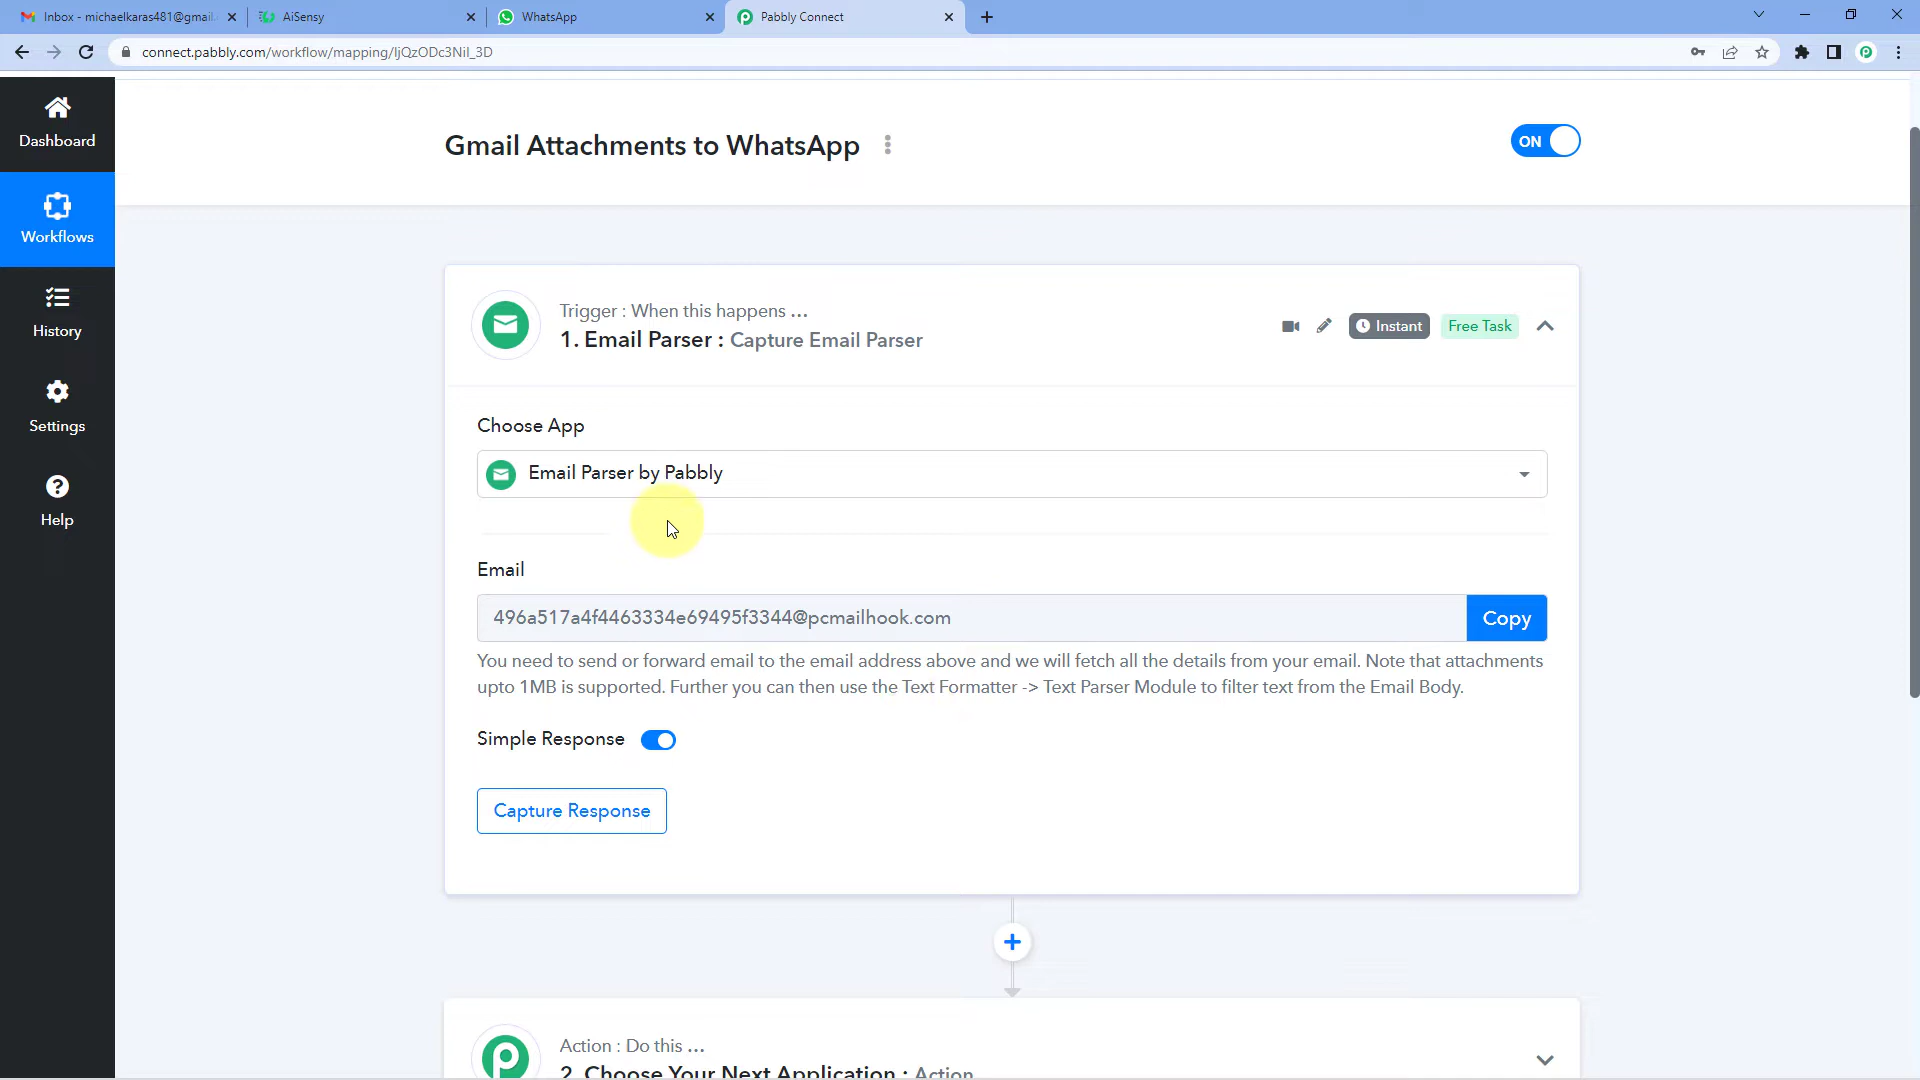 Inbox - michaelkaras481@gmail.
AiSensy
WhatsApp
Pabbly Connect
connect.pabbly.com/workflow/mapping/IjQzODc3NiI_3D
Dashboard
Workflows
History
Settings
Help
Gmail Attachments to WhatsApp
ON
Trigger : When this happens ...
1. Email Parser : Capture Email Parser
Instant
Free Task
Choose App
Email Parser by Pabbly
Email
496a517a4f4463334e69495f3344@pcmailhook.com
Copy
You need to send or forward email to the email address above and we will fetch all the details from your email. Note that attachments
upto 1MB is supported. Further you can then use the Text Formatter -> Text Parser Module to filter text from the Email Body.
Simple Response
Capture Response
Action : Do this ...
2. Choose Your Next Application : Action